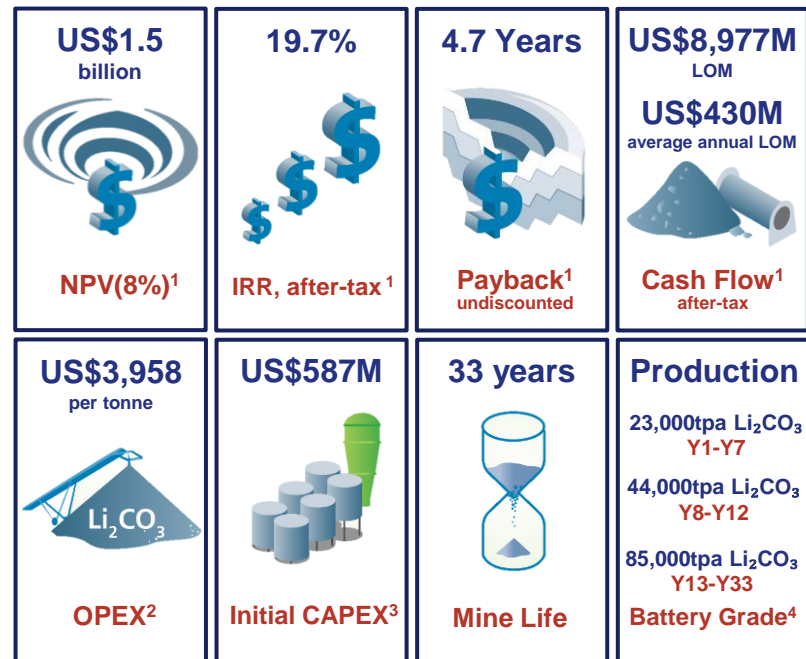 US$1.5
billion
NPV(8%)¹
19.7%
IRR, after-tax ¹
4.7 Years
Payback¹
undiscounted
US$8,977M
LOM
US$430M
average annual LOM
Cash Flow¹
after-tax
US$3,958
per tonne
Li₂CO₃
OPEX²
US$587M
Initial CAPEX³
33 years
Mine Life
Production
23,000tpa Li₂CO₃
Y1-Y7
44,000tpa Li₂CO₃
Y8-Y12
85,000tpa Li₂CO₃
Y13-Y33
Battery Grade⁴